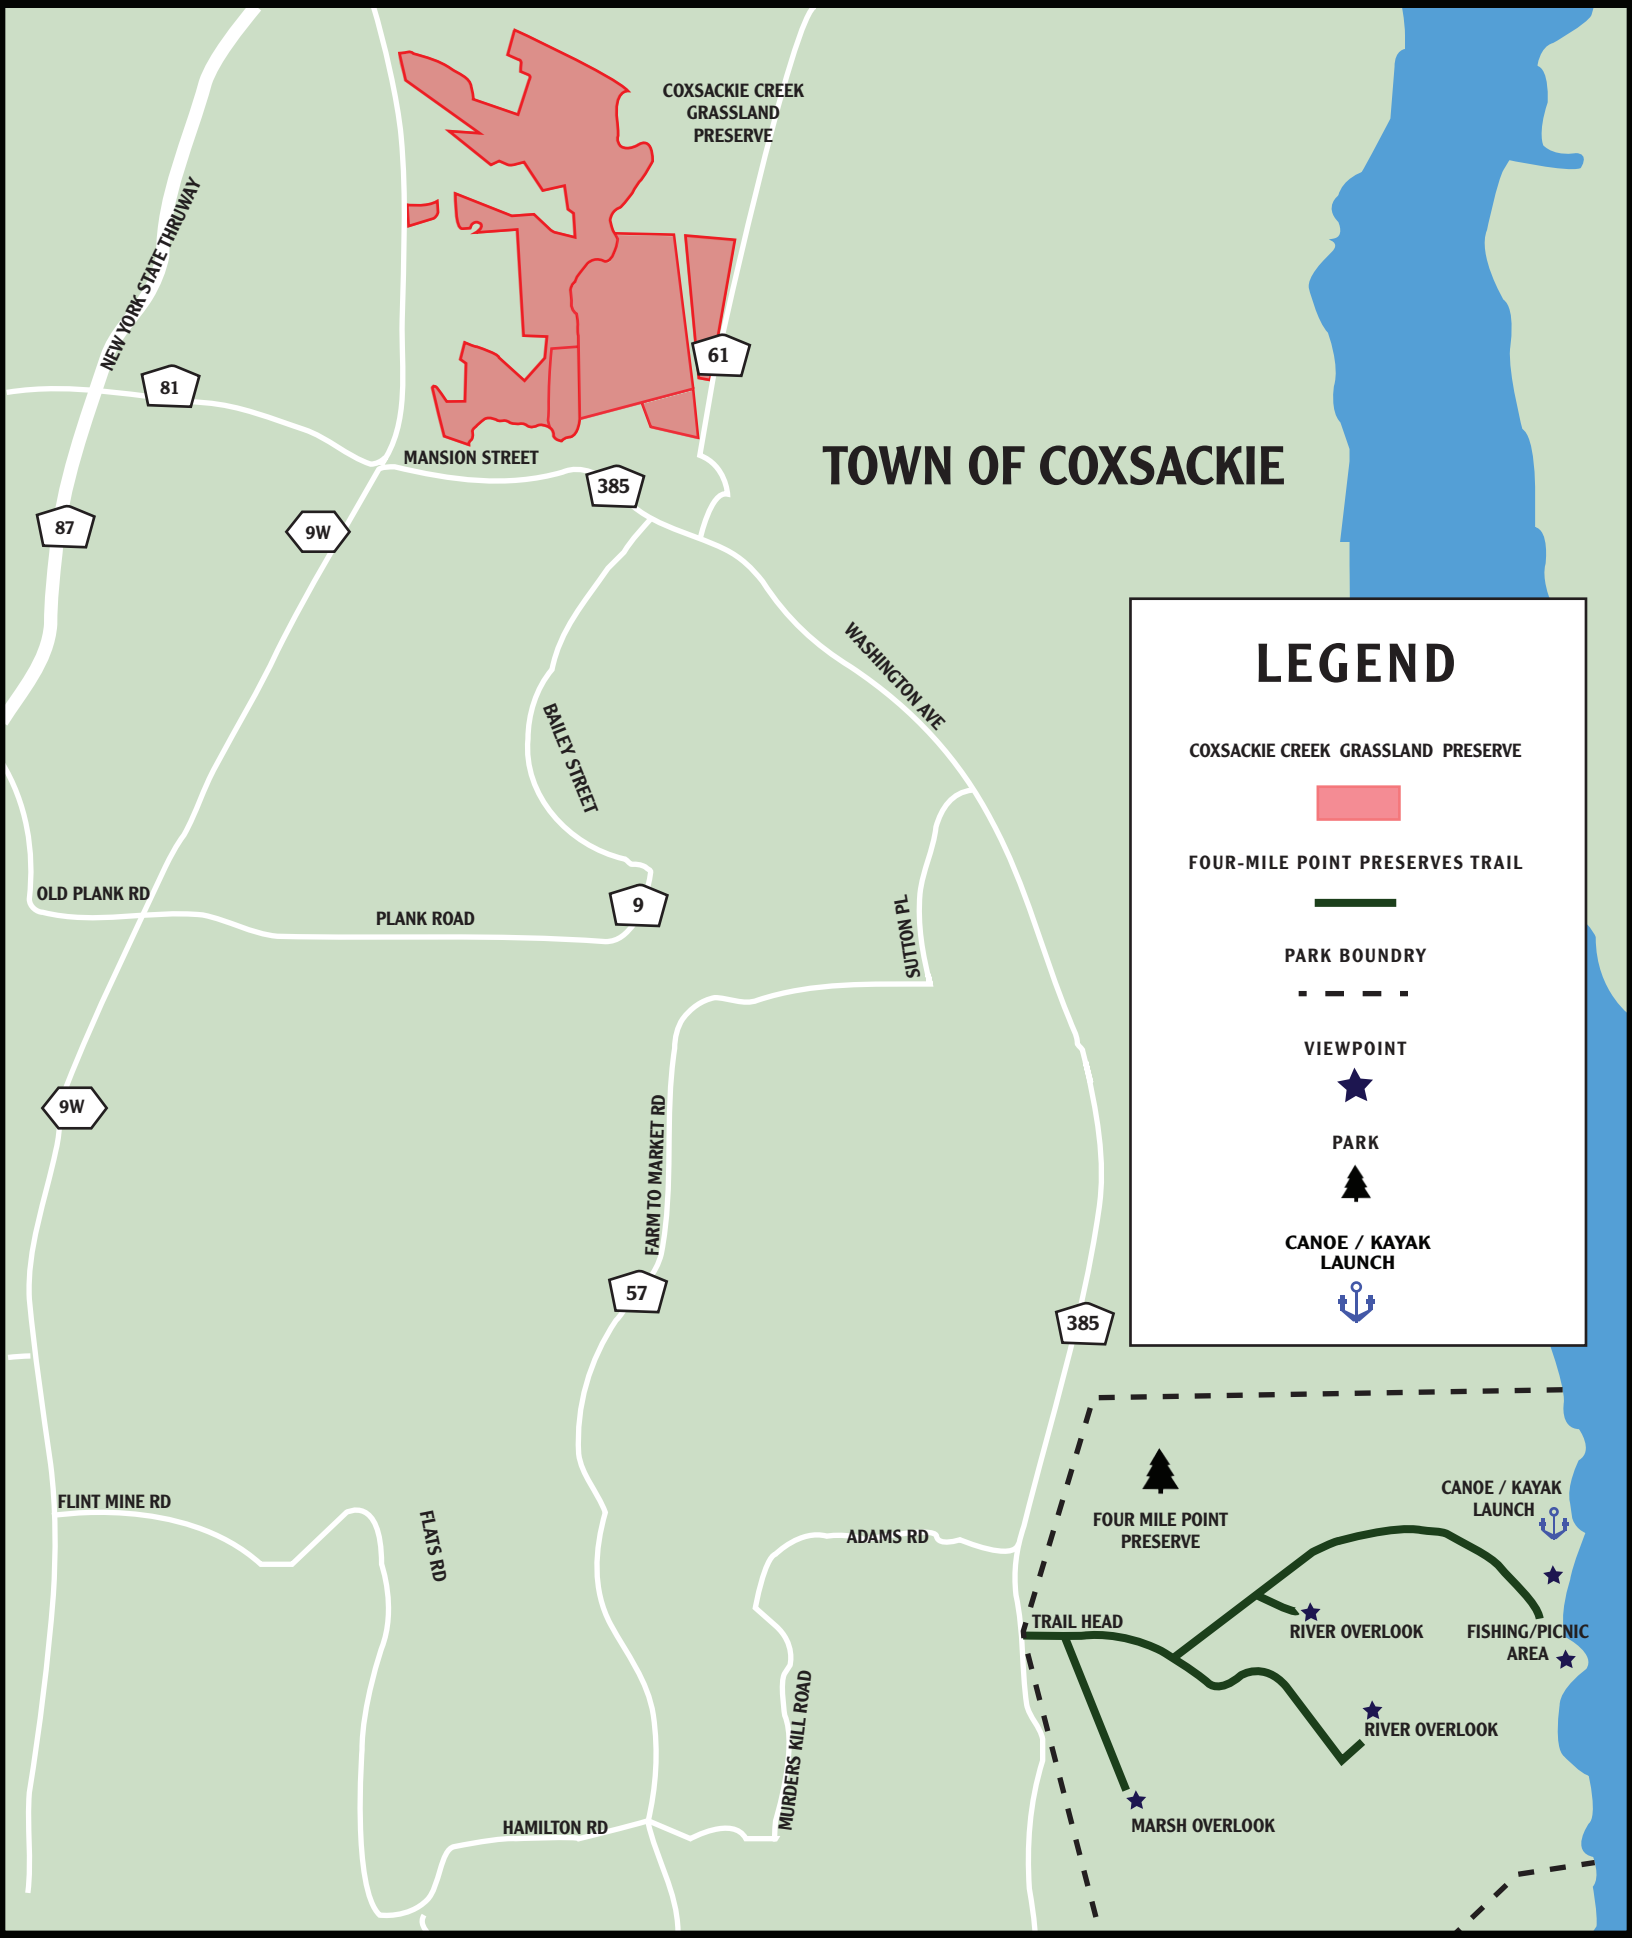 COXSACKIE CREEK
GRASSLAND
PRESERVE
NEW YORK STATE THRUWAY
61
81
MANSION STREET
TOWN OF COXSACKIE
385
87
9W
WASHINGTON AVE
LEGEND
COXSACKIE CREEK GRASSLAND PRESERVE
FOUR-MILE POINT PRESERVES TRAIL
PARK BOUNDRY
VIEWPOINT
PARK
CANOE / KAYAK
LAUNCH
BAILEY STREET
OLD PLANK RD
PLANK ROAD
9
SUTTON PL
9W
FARM TO MARKET RD
57
385
FLINT MINE RD
FLATS RD
ADAMS RD
FOUR MILE POINT
PRESERVE
CANOE / KAYAK
LAUNCH
TRAIL HEAD
RIVER OVERLOOK
FISHING/PICNIC
AREA
RIVER OVERLOOK
MURDERS KILL ROAD
HAMILTON RD
MARSH OVERLOOK